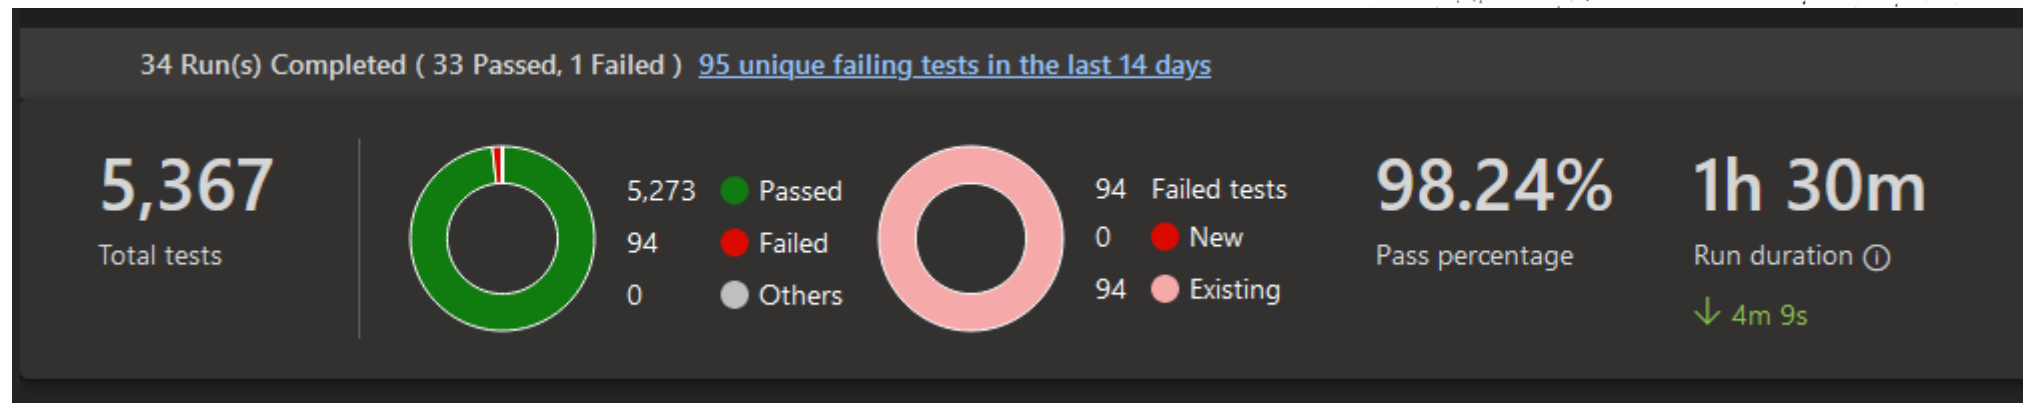 34 Run(s) Completed ( 33 Passed, 1 Failed ) 95 unique failing tests in the last 14 days
5,367
Total tests
5,273 Passed
94 Failed
0 Others
94 Failed tests
0 New
94 Existing
98.24%
Pass percentage
1h 30m
Run duration
4m 9s